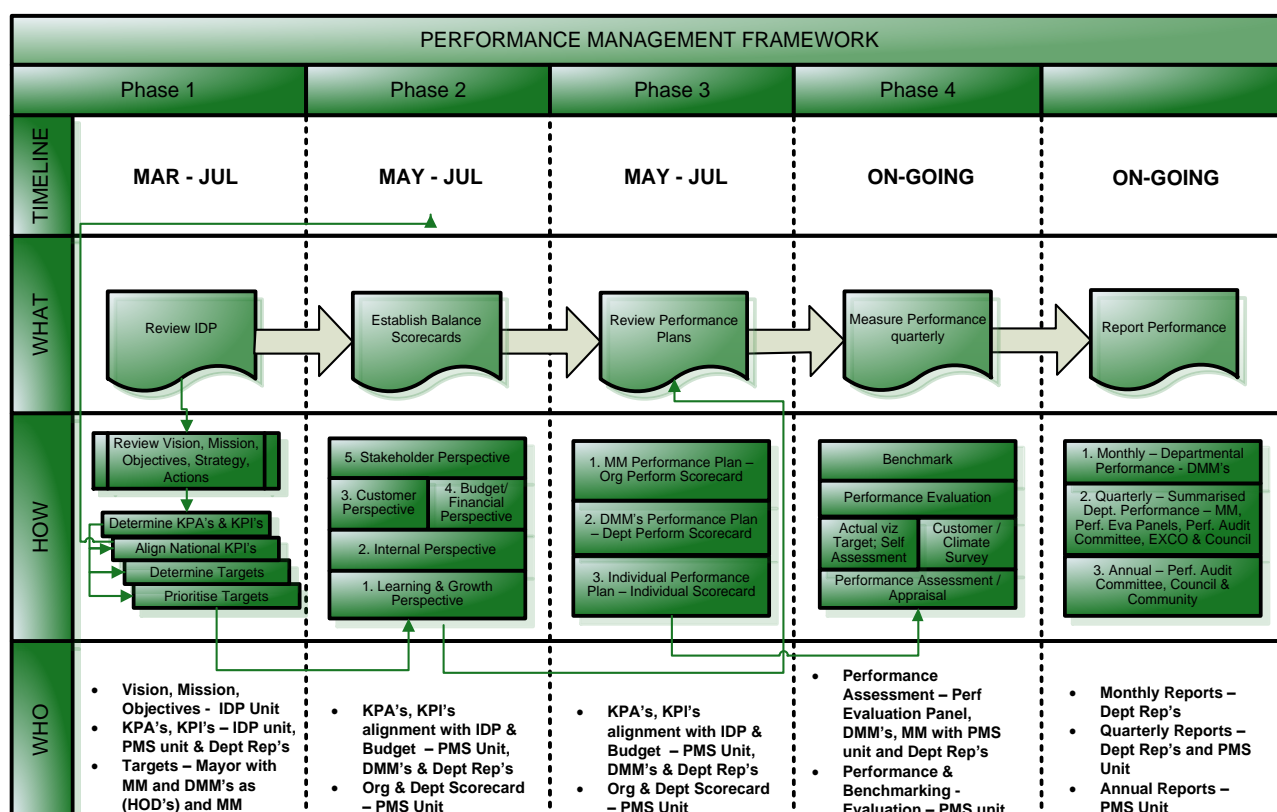 PERFORMANCE MANAGEMENT FRAMEWORK
Phase 1
Phase 2
Phase 3
Phase 4
TIMELINE
MAR - JUL
MAY - JUL
MAY - JUL
ON-GOING
ON-GOING
WHAT
Review IDP
Establish Balance
Scorecards
Review Performance
Plans
Measure Performance
quarterly
Report Performance
HOW
Review Vision, Mission,
Objectives, Strategy,
Actions
Determine KPA's & KPI's
Align National KPI's
Determine Targets
Prioritise Targets
5. Stakeholder Perspective
3. Customer
Perspective
4. Budget/
Financial
Perspective
2. Internal Perspective
1. Learning & Growth
Perspective
1. MM Performance Plan –
Org Perform Scorecard
2. DMM's Performance Plan
– Dept Perform Scorecard
3. Individual Performance
Plan – Individual Scorecard
Benchmark
Performance Evaluation
Actual viz
Target; Self
Assessment
Customer /
Climate
Survey
Performance Assessment /
Appraisal
1. Monthly – Departmental
Performance - DMM's
2. Quarterly – Summarised
Dept. Performance – MM,
Perf. Eva Panels, Perf. Audit
Committee, EXCO & Council
3. Annual – Perf. Audit
Committee, Council &
Community
WHO
• Vision, Mission,
Objectives - IDP Unit
• KPA's, KPI's – IDP unit,
PMS unit & Dept Rep's
• Targets – Mayor with
MM and DMM's as
(HOD's) and MM
• KPA's, KPI's
alignment with IDP &
Budget – PMS Unit,
DMM's & Dept Rep's
• Org & Dept Scorecard
– PMS Unit
• KPA's, KPI's
alignment with IDP &
Budget – PMS Unit,
DMM's & Dept Rep's
• Org & Dept Scorecard
– PMS Unit
• Performance
Assessment – Perf
Evaluation Panel,
DMM's, MM with PMS
unit and Dept Rep's
• Performance &
Benchmarking -
Evaluation – PMS unit
• Monthly Reports –
Dept Rep's
• Quarterly Reports –
Dept Rep's and PMS
Unit
• Annual Reports –
PMS Unit